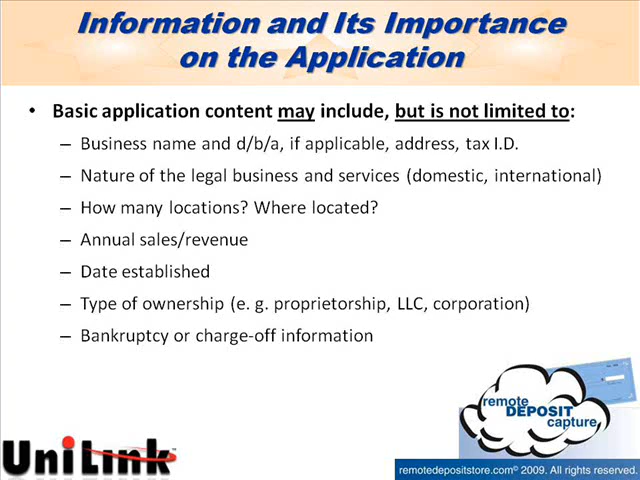 Information and Its Importance
on the Application
• Basic application content may include, but is not limited to:
– Business name and d/b/a, if applicable, address, tax I.D.
– Nature of the legal business and services (domestic, international)
– How many locations? Where located?
– Annual sales/revenue
– Date established
– Type of ownership (e. g. proprietorship, LLC, corporation)
– Bankruptcy or charge-off information
remote
DEPOSIT
capture
UniLink
remotedepositstore.com© 2009. All rights reserved.